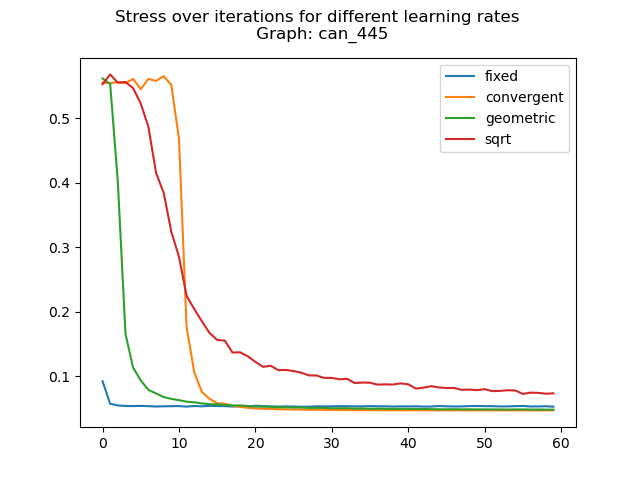 Stress over iterations for different learning rates
Graph: can_445
fixed
convergent
geometric
sqrt
0.5
0.4
0.3
0.2
0.1
0 10 20 30 40 50 60